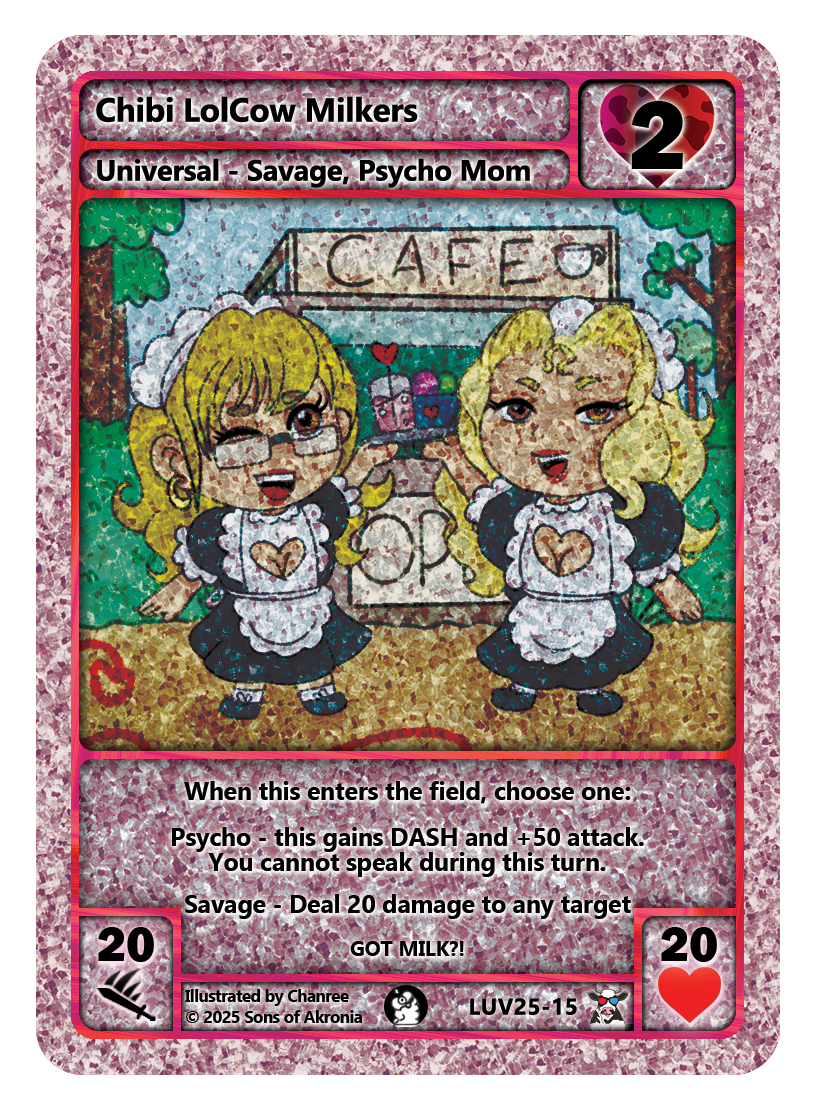 Chibi LolCow Milkers
2
Universal - Savage, Psycho Mom
CAFE
OP
When this enters the field, choose one:
Psycho - this gains DASH and +50 attack.
You cannot speak during this turn.
Savage - Deal 20 damage to any target
GOT MILK?!
20
20
Illustrated by Chanree
© 2025 Sons of Akronia
LUV25-15